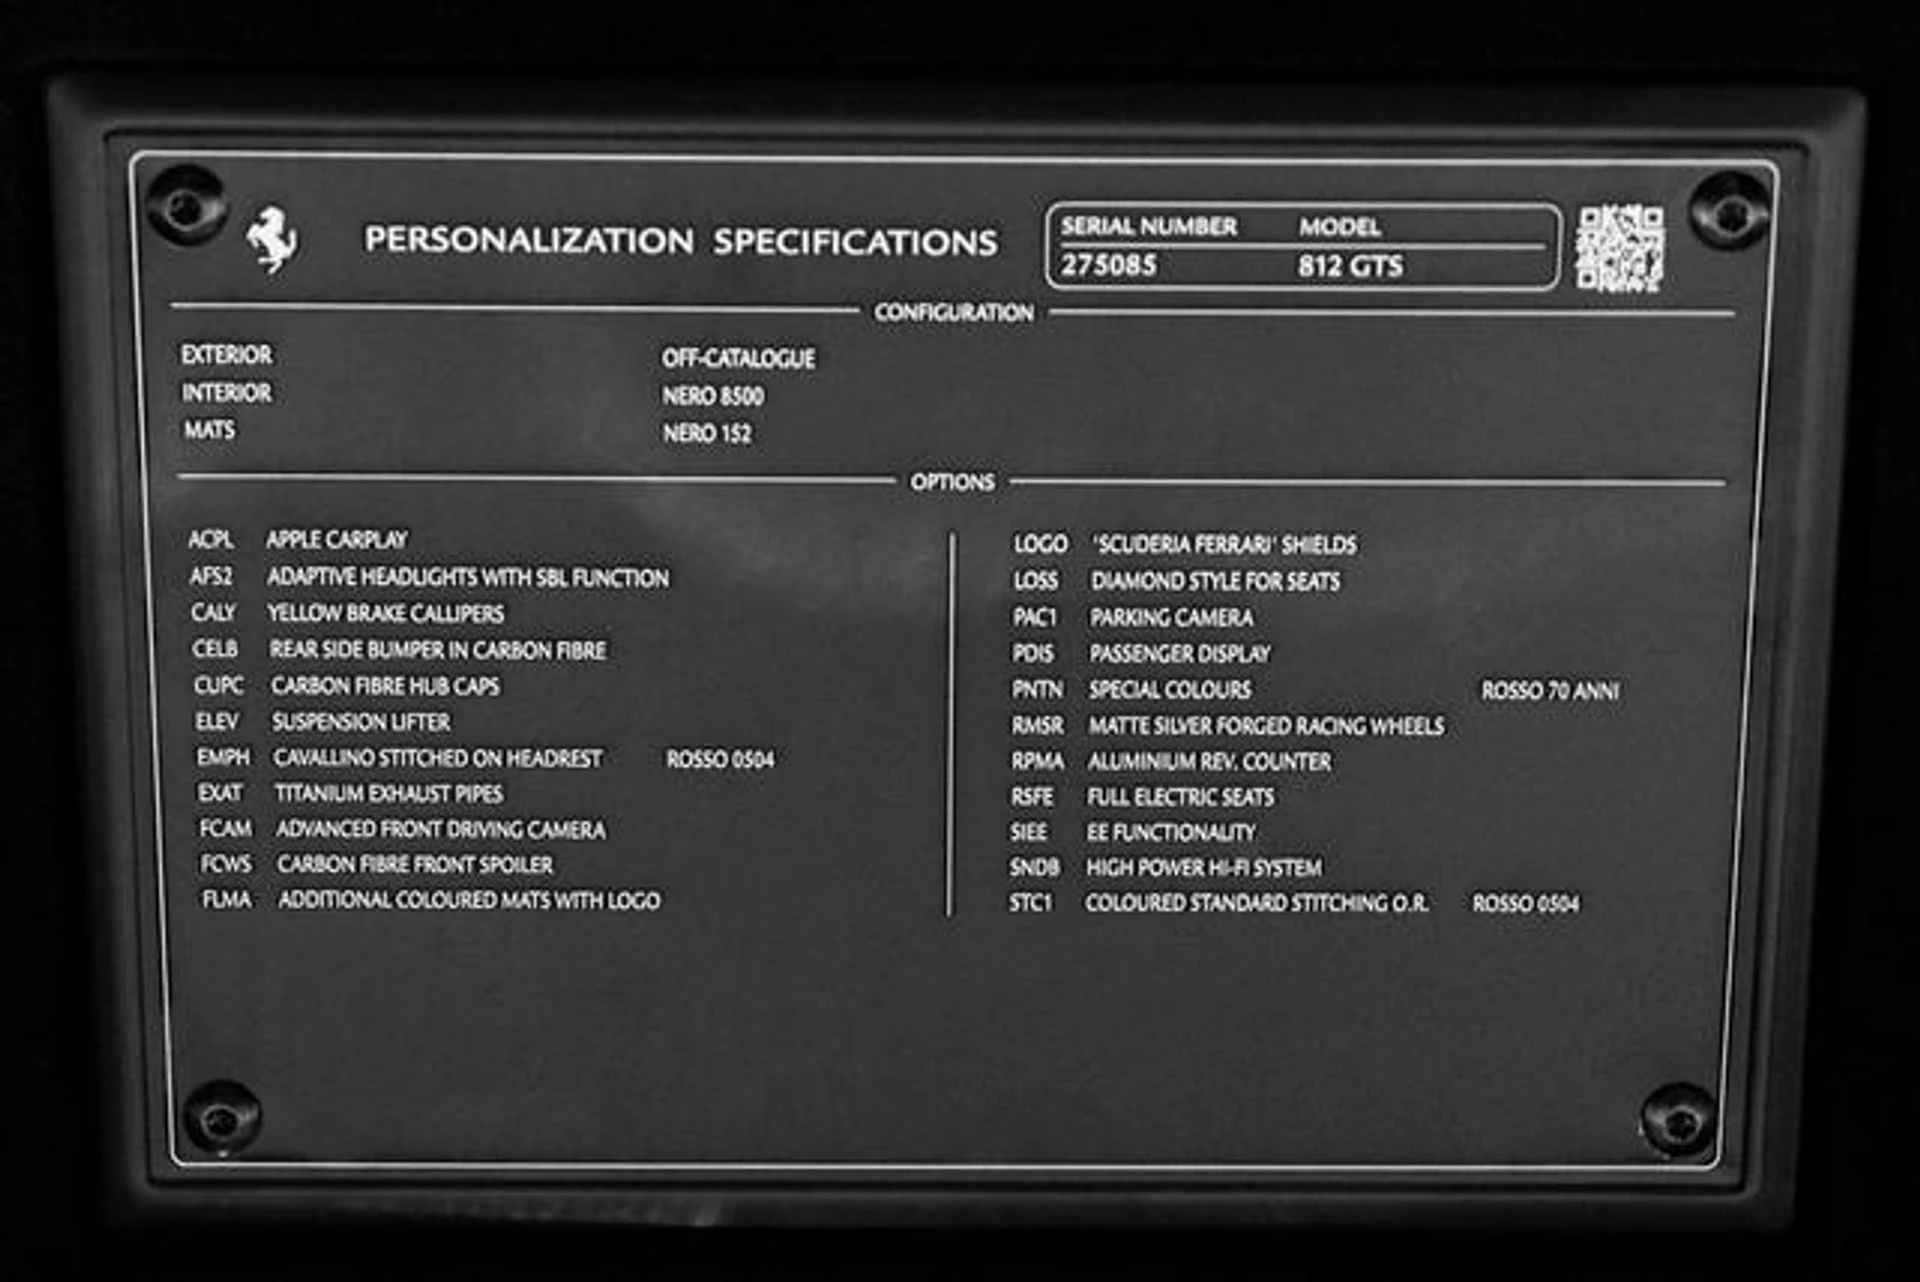 PERSONALIZATION SPECIFICATIONS
SERIAL NUMBER MODEL
275085 812 GTS
CONFIGURATION
EXTERIOR OFF-CATALOGUE
INTERIOR NERO 8500
MATS NERO 152
OPTIONS
ACPL APPLE CARPLAY
AFS2 ADAPTIVE HEADLIGHTS WITH SBL FUNCTION
CALY YELLOW BRAKE CALLIPERS
CELB REAR SIDE BUMPER IN CARBON FIBRE
CUPC CARBON FIBRE HUB CAPS
ELEV SUSPENSION LIFTER
EMPH CAVALLINO STITCHED ON HEADREST ROSSO 0504
EXAT TITANIUM EXHAUST PIPES
FCAM ADVANCED FRONT DRIVING CAMERA
FCWS CARBON FIBRE FRONT SPOILER
FLMA ADDITIONAL COLOURED MATS WITH LOGO
LOGO 'SCUDERIA FERRARI' SHIELDS
LOSS DIAMOND STYLE FOR SEATS
PAC1 PARKING CAMERA
PDIS PASSENGER DISPLAY
PNTN SPECIAL COLOURS ROSSO 70 ANNI
RMSR MATTE SILVER FORGED RACING WHEELS
RPMA ALUMINIUM REV. COUNTER
RSFE FULL ELECTRIC SEATS
SIEE EE FUNCTIONALITY
SNDB HIGH POWER HI-FI SYSTEM
STC1 COLOURED STANDARD STITCHING O.R. ROSSO 0504